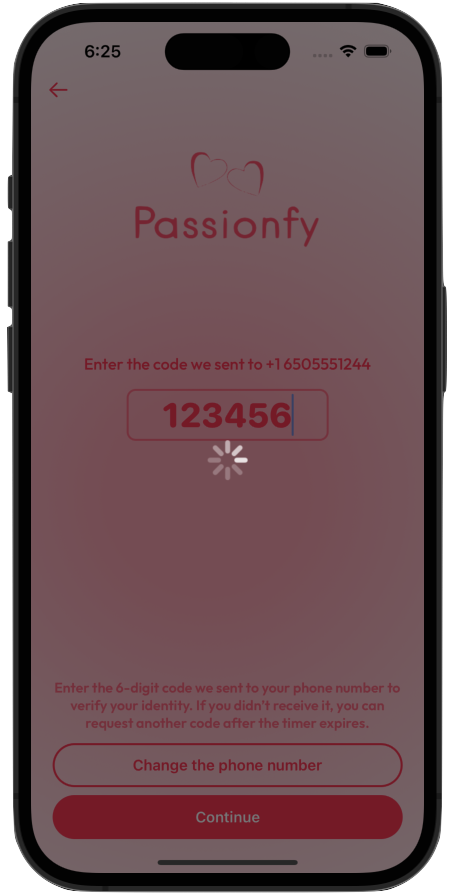 6:25
Passionfy
Enter the code we sent to +1 6505551244
123456
Enter the 6-digit code we sent to your phone number to
verify your identity. If you didn't receive it, you can
request another code after the timer expires.
Change the phone number
Continue